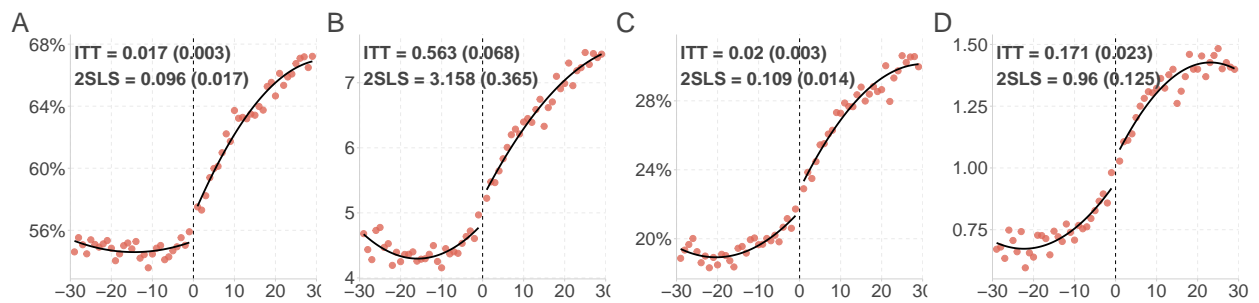 A
ITT = 0.017 (0.003)
2SLS = 0.096 (0.017)
68%
64%
60%
56%
−30 −20 −10 0 10 20 30
B
ITT = 0.563 (0.068)
2SLS = 3.158 (0.365)
7
6
5
4
−30 −20 −10 0 10 20 30
C
ITT = 0.02 (0.003)
2SLS = 0.109 (0.014)
28%
24%
20%
−30 −20 −10 0 10 20 30
D
ITT = 0.171 (0.023)
2SLS = 0.96 (0.125)
1.50
1.25
1.00
0.75
−30 −20 −10 0 10 20 30